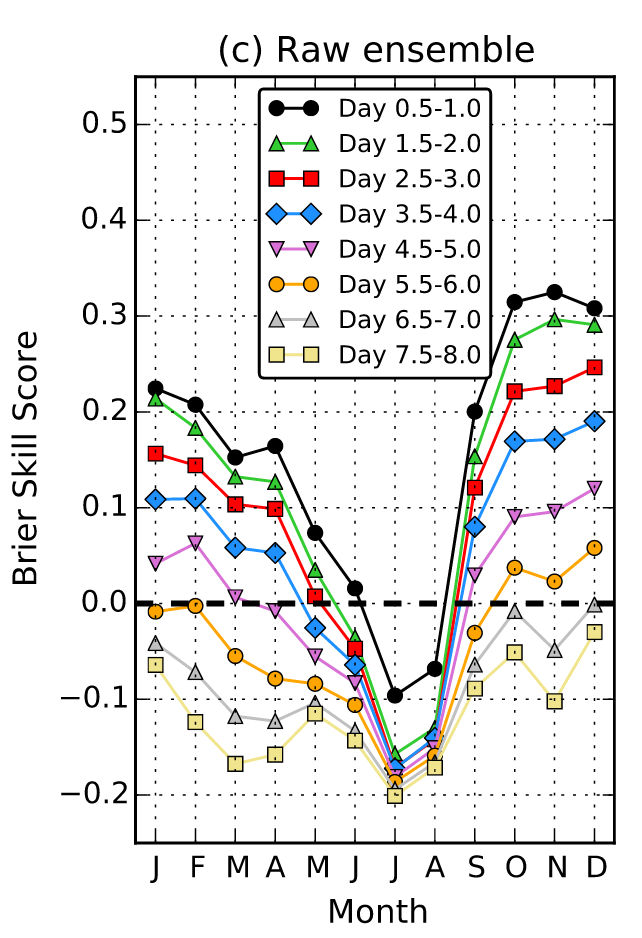 (c) Raw ensemble
Day 0.5-1.0
Day 1.5-2.0
Day 2.5-3.0
Day 3.5-4.0
Day 4.5-5.0
Day 5.5-6.0
Day 6.5-7.0
Day 7.5-8.0
0.5
0.4
0.3
0.2
0.1
0.0
−0.1
−0.2
Brier Skill Score
J F M A M J J A S O N D
Month